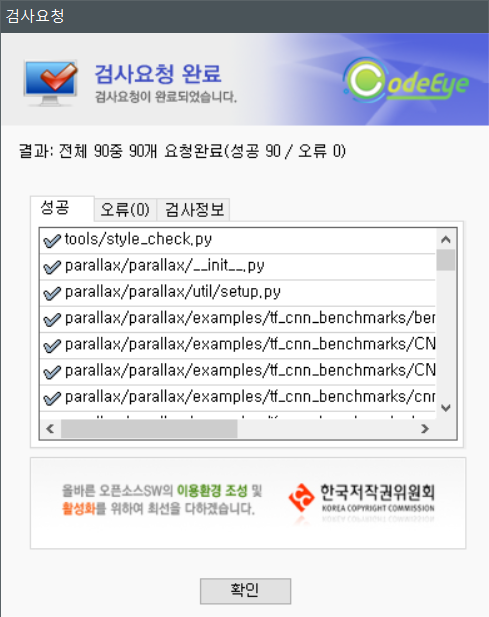 검사요청
검사요청 완료
검사요청이 완료되었습니다.
CodeEye
결과: 전체 90중 90개 요청완료(성공 90 / 오류 0)
성공 오류(0) 검사정보
tools/style_check.py
parallax/parallax/__init__.py
parallax/parallax/util/setup.py
parallax/parallax/examples/tf_cnn_benchmarks/ber
parallax/parallax/examples/tf_cnn_benchmarks/CN
parallax/parallax/examples/tf_cnn_benchmarks/CN
parallax/parallax/examples/tf_cnn_benchmarks/cnr
올바른 오픈소스SW의 이용환경 조성 및
활성화를 위하여 최선을 다하겠습니다.
한국저작권위원회
KOREA COPYRIGHT COMMISSION
확인